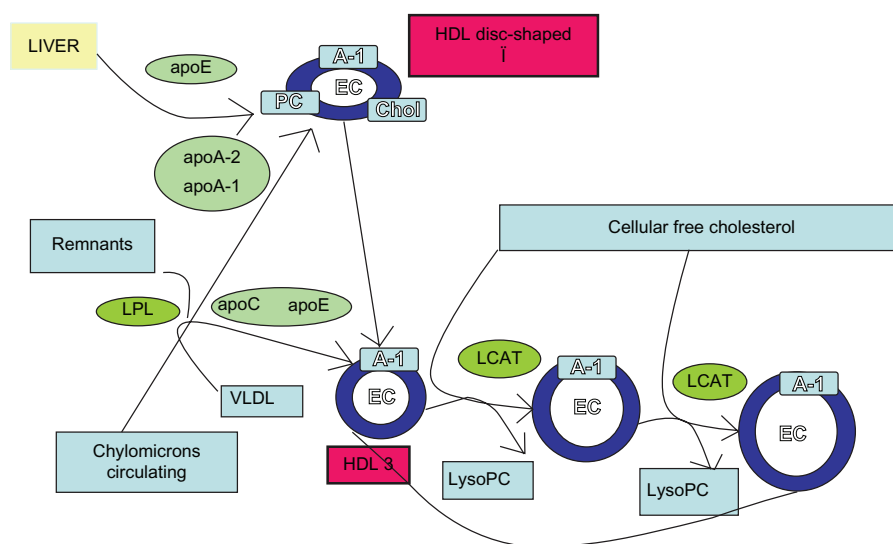 LIVER
apoE
A-1
EC
PC
Chol
HDL disc-shaped
Ï
apoA-2
apoA-1
Remnants
Cellular free cholesterol
LPL
apoC apoE
A-1
EC
LCAT
A-1
EC
LCAT
A-1
EC
VLDL
Chylomicrons
circulating
HDL 3
LysoPC
LysoPC